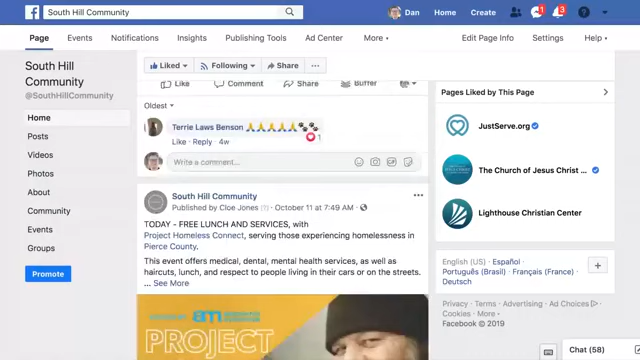 South Hill Community
Dan
Home
Create
1
3
Page
Events
Notifications
Insights
Publishing Tools
Ad Center
More
Edit Page Info
Settings
Help
South Hill
Community
@SouthHillCommunity
Home
Posts
Videos
Photos
About
Community
Events
Groups
Promote
Liked
Following
Share
...
Like
Comment
Share
Buffer
Oldest
Terrie Laws Benson 🙏🙏🙏🙏🙏🐾🐾
1
Like · Reply · 4w
Write a comment...
South Hill Community
Published by Cloe Jones [?] · October 11 at 7:49 AM ·
TODAY - FREE LUNCH AND SERVICES, with
Project Homeless Connect, serving those experiencing homelessness in
Pierce County.
This event offers medical, dental, mental health services, as well as
haircuts, lunch, and respect to people living in their cars or on the streets.
... See More
am
PROJECT
Pages Liked by This Page
JustServe.org
The Church of Jesus Christ ...
Lighthouse Christian Center
English (US) · Español ·
Português (Brasil) · Français (France) ·
Deutsch
Privacy · Terms · Advertising · Ad Choices
Cookies · More
Facebook © 2019
Chat (58)